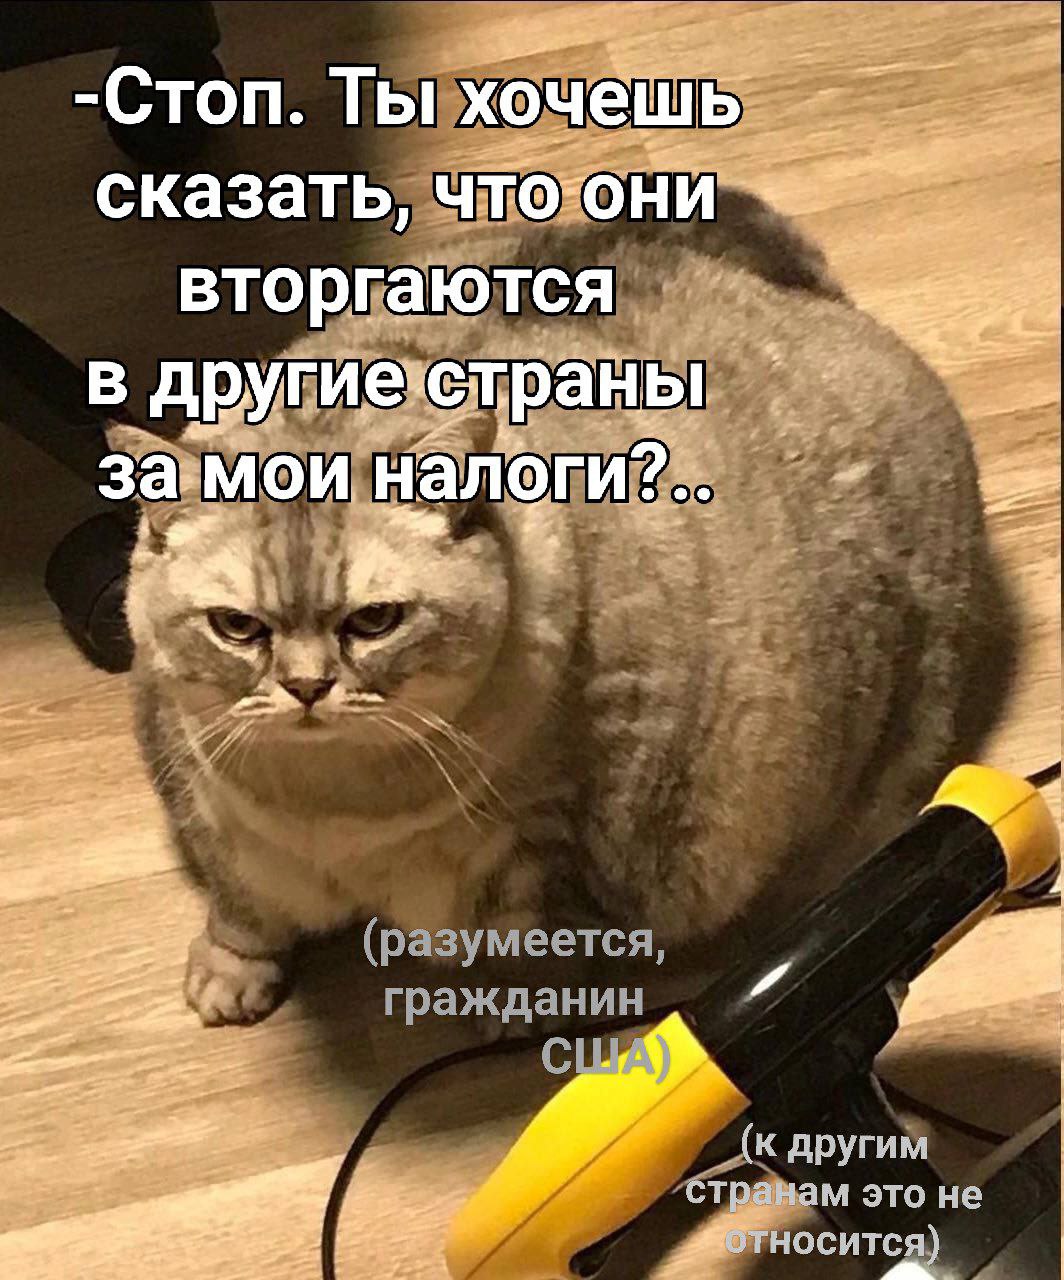 -Стоп. Ты хочешь
сказать, что они
вторгаются
в другие страны
за мои налоги?..
(разумеется,
гражданин
США)
(к другим
странам это не
относится)